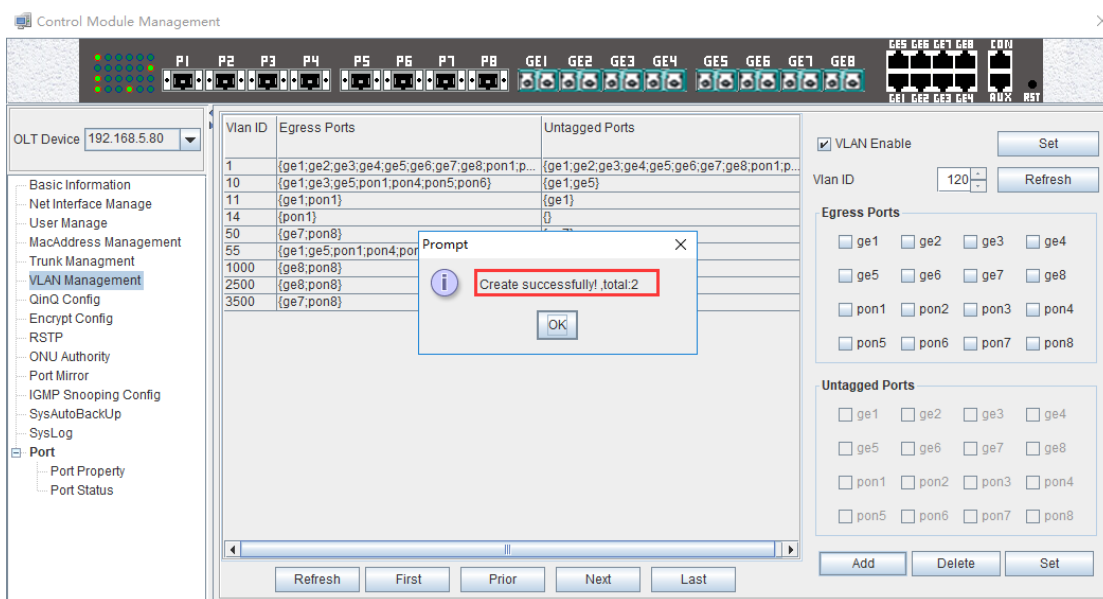 Control Module Management
P1 P2 P3 P4 P5 P6 P7 P8 GE1 GE2 GE3 GE4 GE5 GE6 GE7 GE8
GE5 GE6 GE7 GE8 CON
GE1 GE2 GE3 GE4 AUX RST
OLT Device 192.168.5.80
Basic Information
Net Interface Manage
User Manage
MacAddress Management
Trunk Managment
VLAN Management
QinQ Config
Encrypt Config
RSTP
ONU Authority
Port Mirror
IGMP Snooping Config
SysAutoBackUp
SysLog
Port
Port Property
Port Status
Vlan ID Egress Ports Untagged Ports
1 {ge1;ge2;ge3;ge4;ge5;ge6;ge7;ge8;pon1;p... {ge1;ge2;ge3;ge4;ge5;ge6;ge7;ge8;pon1;p...
10 {ge1;ge3;ge5;pon1;pon4;pon5;pon6} {ge1;ge5}
11 {ge1;pon1} {ge1}
14 {pon1} {}
50 {ge7;pon8}
55 {ge1;ge5;pon1;pon4;por
1000 {ge8;pon8}
2500 {ge8;pon8}
3500 {ge7;pon8}
Prompt
Create successfully! ,total:2
OK
Refresh First Prior Next Last
VLAN Enable Set
Vlan ID 120 Refresh
Egress Ports
ge1 ge2 ge3 ge4
ge5 ge6 ge7 ge8
pon1 pon2 pon3 pon4
pon5 pon6 pon7 pon8
Untagged Ports
ge1 ge2 ge3 ge4
ge5 ge6 ge7 ge8
pon1 pon2 pon3 pon4
pon5 pon6 pon7 pon8
Add Delete Set